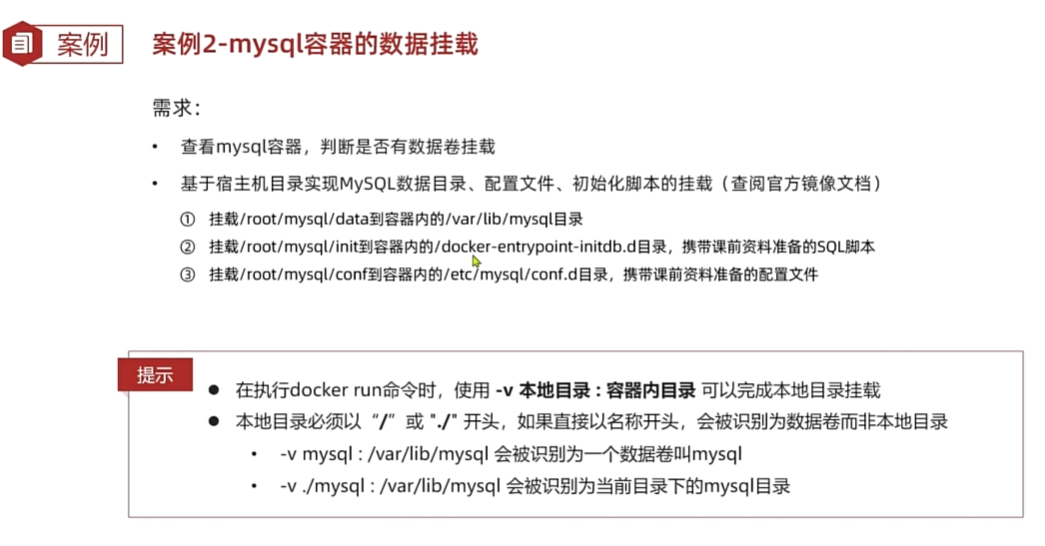 案例
案例2-mysql容器的数据挂载
需求：
• 查看mysql容器，判断是否有数据卷挂载
• 基于宿主机目录实现MySQL数据目录、配置文件、初始化脚本的挂载（查阅官方镜像文档）
① 挂载/root/mysql/data到容器内的/var/lib/mysql目录
② 挂载/root/mysql/init到容器内的/docker-entrypoint-initdb.d目录，携带课前资料准备的SQL脚本
③ 挂载/root/mysql/conf到容器内的/etc/mysql/conf.d目录，携带课前资料准备的配置文件
提示
● 在执行docker run命令时，使用 -v 本地目录 : 容器内目录 可以完成本地目录挂载
● 本地目录必须以“/”或 "./" 开头，如果直接以名称开头，会被识别为数据卷而非本地目录
• -v mysql : /var/lib/mysql 会被识别为一个数据卷叫mysql
• -v ./mysql : /var/lib/mysql 会被识别为当前目录下的mysql目录